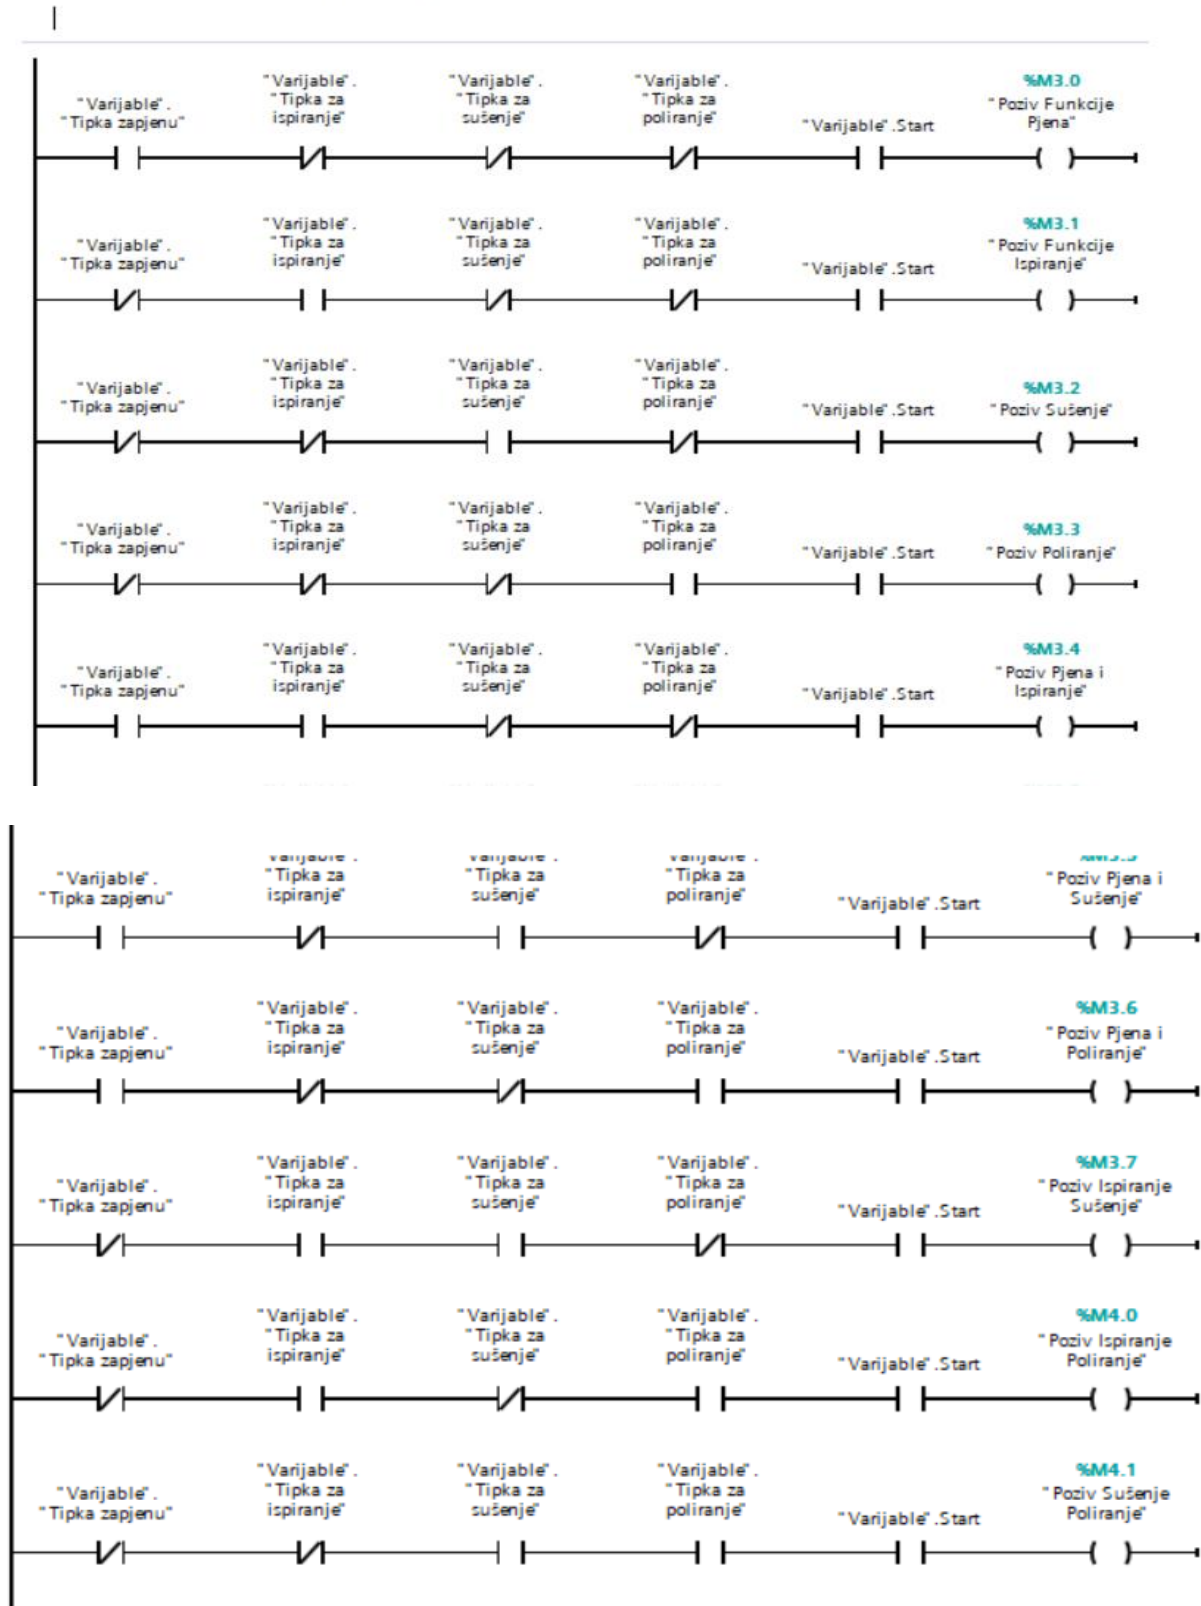 "Varijable".
"Tipka zapjenu"
"Varijable".
"Tipka za
ispiranje"
"Varijable".
"Tipka za
sušenje"
"Varijable".
"Tipka za
poliranje"
"Varijable".Start
%M3.0
"Poziv Funkcije
Pjena"
"Varijable".
"Tipka zapjenu"
"Varijable".
"Tipka za
ispiranje"
"Varijable".
"Tipka za
sušenje"
"Varijable".
"Tipka za
poliranje"
"Varijable".Start
%M3.1
"Poziv Funkcije
Ispiranje"
"Varijable".
"Tipka zapjenu"
"Varijable".
"Tipka za
ispiranje"
"Varijable".
"Tipka za
sušenje"
"Varijable".
"Tipka za
poliranje"
"Varijable".Start
%M3.2
"Poziv Sušenje"
"Varijable".
"Tipka zapjenu"
"Varijable".
"Tipka za
ispiranje"
"Varijable".
"Tipka za
sušenje"
"Varijable".
"Tipka za
poliranje"
"Varijable".Start
%M3.3
"Poziv Poliranje"
"Varijable".
"Tipka zapjenu"
"Varijable".
"Tipka za
ispiranje"
"Varijable".
"Tipka za
sušenje"
"Varijable".
"Tipka za
poliranje"
"Varijable".Start
%M3.4
"Poziv Pjena i
Ispiranje"
"Varijable".
"Tipka zapjenu"
"Tipka za
ispiranje"
"Tipka za
sušenje"
"Tipka za
poliranje"
"Varijable".Start
"Poziv Pjena i
Sušenje"
"Varijable".
"Tipka zapjenu"
"Varijable".
"Tipka za
ispiranje"
"Varijable".
"Tipka za
sušenje"
"Varijable".
"Tipka za
poliranje"
"Varijable".Start
%M3.6
"Poziv Pjena i
Poliranje"
"Varijable".
"Tipka zapjenu"
"Varijable".
"Tipka za
ispiranje"
"Varijable".
"Tipka za
sušenje"
"Varijable".
"Tipka za
poliranje"
"Varijable".Start
%M3.7
"Poziv Ispiranje
Sušenje"
"Varijable".
"Tipka zapjenu"
"Varijable".
"Tipka za
ispiranje"
"Varijable".
"Tipka za
sušenje"
"Varijable".
"Tipka za
poliranje"
"Varijable".Start
%M4.0
"Poziv Ispiranje
Poliranje"
"Varijable".
"Tipka zapjenu"
"Varijable".
"Tipka za
ispiranje"
"Varijable".
"Tipka za
sušenje"
"Varijable".
"Tipka za
poliranje"
"Varijable".Start
%M4.1
"Poziv Sušenje
Poliranje"